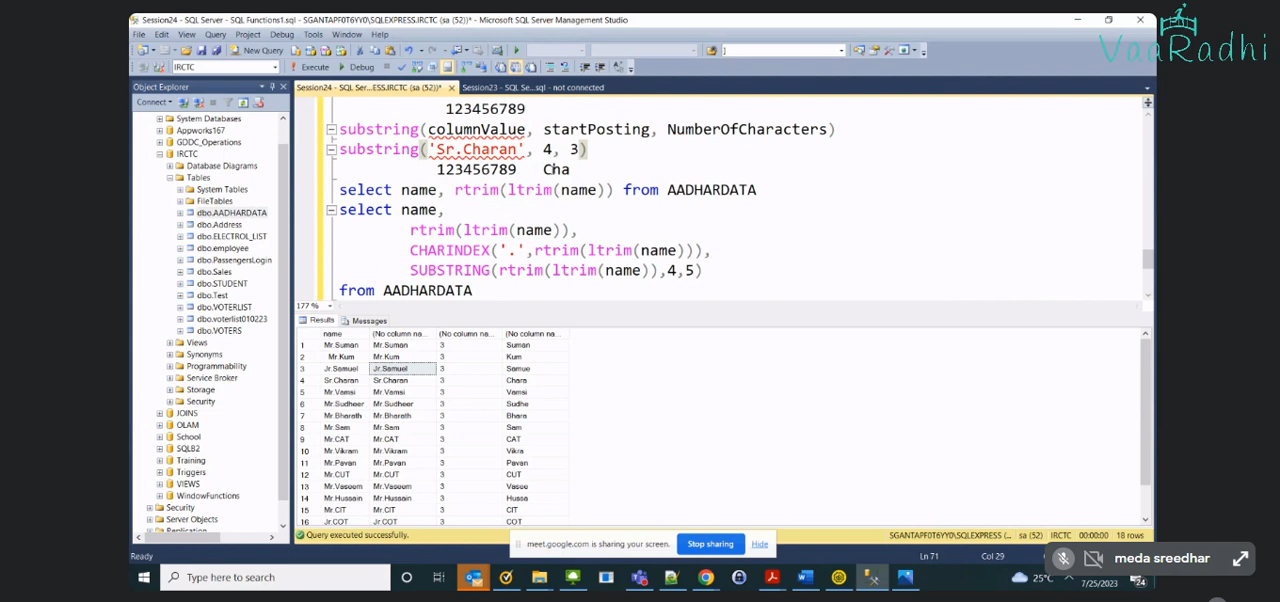 Session24 - SQL Server - SQL Functions1.sql - SGANTAPF0T6YY0\SQLEXPRESS.IRCTC (sa (52))* - Microsoft SQL Server Management Studio
VaaRadhi
File Edit View Query Project Debug Tools Window Help
New Query
IRCTC Execute Debug
Object Explorer
Session24 - SQL Ser...ESS.IRCTC (sa (52))* Session23 - SQL Se...sql - not connected
Connect
System Databases
Appworks167
GDDC_Operations
IRCTC
Database Diagrams
Tables
System Tables
FileTables
dbo.AADHARDATA
dbo.Address
dbo.ELECTROL_LIST
dbo.employee
dbo.PassengersLogin
dbo.Sales
dbo.STUDENT
dbo.Test
dbo.VOTERLIST
dbo.voterlist010223
dbo.VOTERS
Views
Synonyms
Programmability
Service Broker
Storage
Security
JOINS
OLAM
School
SQLB2
Training
Triggers
VIEWS
WindowFunctions
Security
Server Objects
Replication
123456789
substring(columnValue, startPosting, NumberOfCharacters)
substring('Sr.Charan', 4, 3)
123456789 Cha
select name, rtrim(ltrim(name)) from AADHARDATA
select name,
rtrim(ltrim(name)),
CHARINDEX('.',rtrim(ltrim(name))),
SUBSTRING(rtrim(ltrim(name)),4,5)
from AADHARDATA
177 %
Results Messages
name (No column na... (No column na... (No column na...
1 Mr.Suman Mr.Suman 3 Suman
2 Mr.Kum Mr.Kum 3 Kum
3 Jr.Samuel Jr.Samuel 3 Samue
4 Sr.Charan Sr.Charan 3 Chara
5 Mr.Vamsi Mr.Vamsi 3 Vamsi
6 Mr.Sudheer Mr.Sudheer 3 Sudhe
7 Mr.Bharath Mr.Bharath 3 Bhara
8 Mr.Sam Mr.Sam 3 Sam
9 Mr.CAT Mr.CAT 3 CAT
10 Mr.Vikram Mr.Vikram 3 Vikra
11 Mr.Pavan Mr.Pavan 3 Pavan
12 Mr.CUT Mr.CUT 3 CUT
13 Mr.Vaseem Mr.Vaseem 3 Vasee
14 Mr.Hussain Mr.Hussain 3 Hussa
15 Mr.CIT Mr.CIT 3 CIT
16 Jr.COT Jr.COT 3 COT
Query executed successfully. SGANTAPF0T6YY0\SQLEXPRESS (... sa (52) IRCTC 00:00:00 18 rows
meet.google.com is sharing your screen. Stop sharing Hide
Ready Ln 71 Col 29
meda sreedhar
Type here to search
25°C
7/25/2023
24